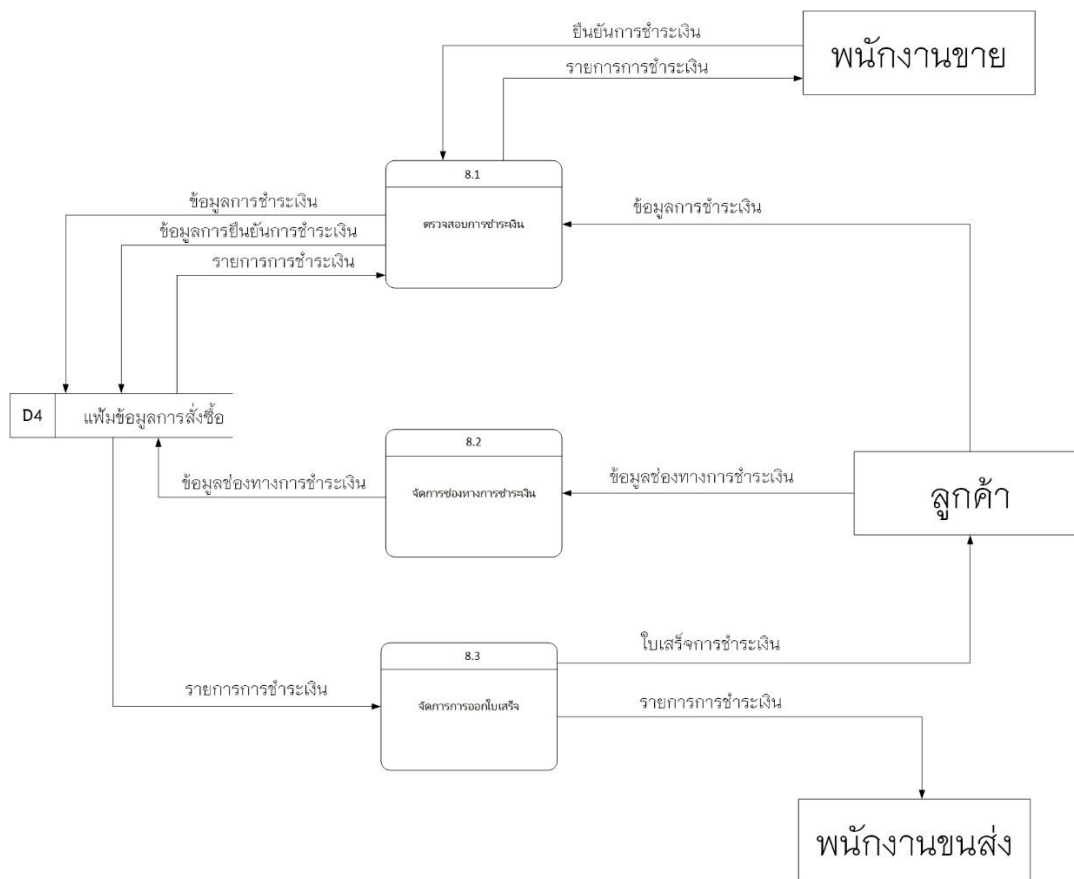 ยืนยันการชำระเงิน
พนักงานขาย
รายการการชำระเงิน
8.1
ข้อมูลการชำระเงิน
ตรวจสอบการชำระเงิน
ข้อมูลการชำระเงิน
ข้อมูลการยืนยันการชำระเงิน
รายการการชำระเงิน
D4 แฟ้มข้อมูลการสั่งซื้อ
8.2
ข้อมูลช่องทางการชำระเงิน
จัดการช่องทางการชำระเงิน
ข้อมูลช่องทางการชำระเงิน
ลูกค้า
8.3
ใบเสร็จการชำระเงิน
รายการการชำระเงิน
จัดการการออกใบเสร็จ
รายการการชำระเงิน
พนักงานขนส่ง